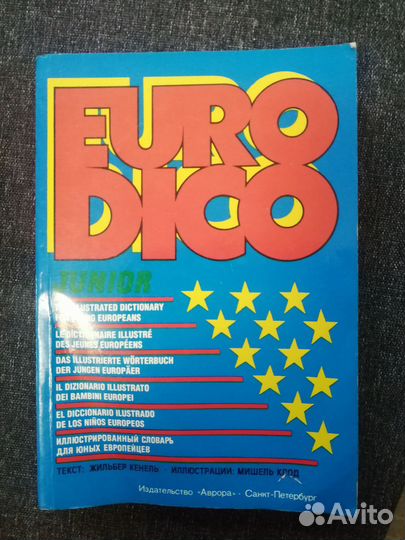 EURO
DICO
JUNIOR
ILLUSTRATED DICTIONARY
EUROPEANS
LE DICTIONNAIRE ILLUSTRÉ
DES JEUNES EUROPÉENS
DAS ILLUSTRIERTE WÖRTERBUCH
DER JUNGEN EUROPÄER
IL DIZIONARIO ILLUSTRATO
DEI BAMBINI EUROPEI
EL DICCIONARIO ILUSTRADO
DE LOS NIÑOS EUROPEOS
ИЛЛЮСТРИРОВАННЫЙ СЛОВАРЬ
ДЛЯ ЮНЫХ ЕВРОПЕЙЦЕВ
ТЕКСТ: ЖИЛЬБЕР КЕНЕЛЬ · ИЛЛЮСТРАЦИИ: МИШЕЛЬ КЛОД
Издательство «Аврора» · Санкт-Петербург
Avito